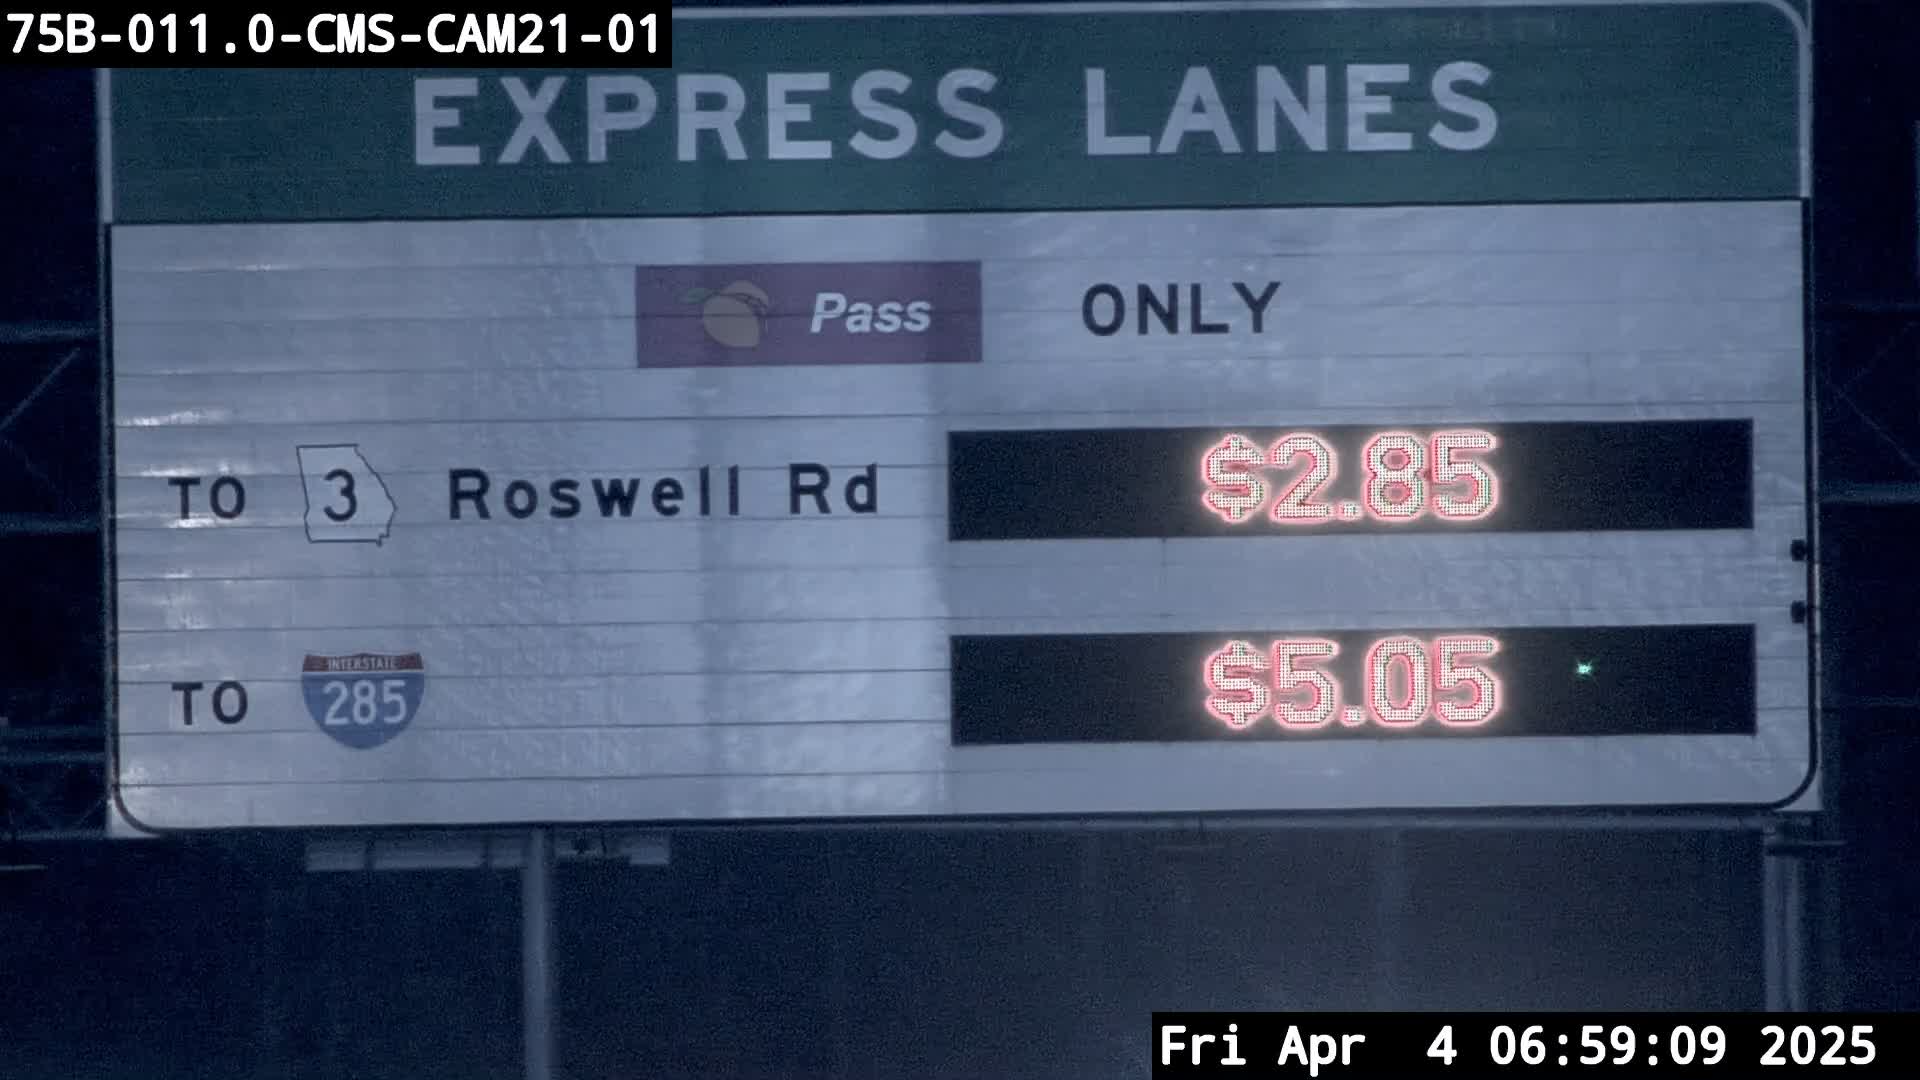 75B-011.0-CMS-CAM21-01
EXPRESS LANES
Pass ONLY
TO 3 Roswell Rd $2.85
TO INTERSTATE 285 $5.05
Fri Apr 4 06:59:09 2025